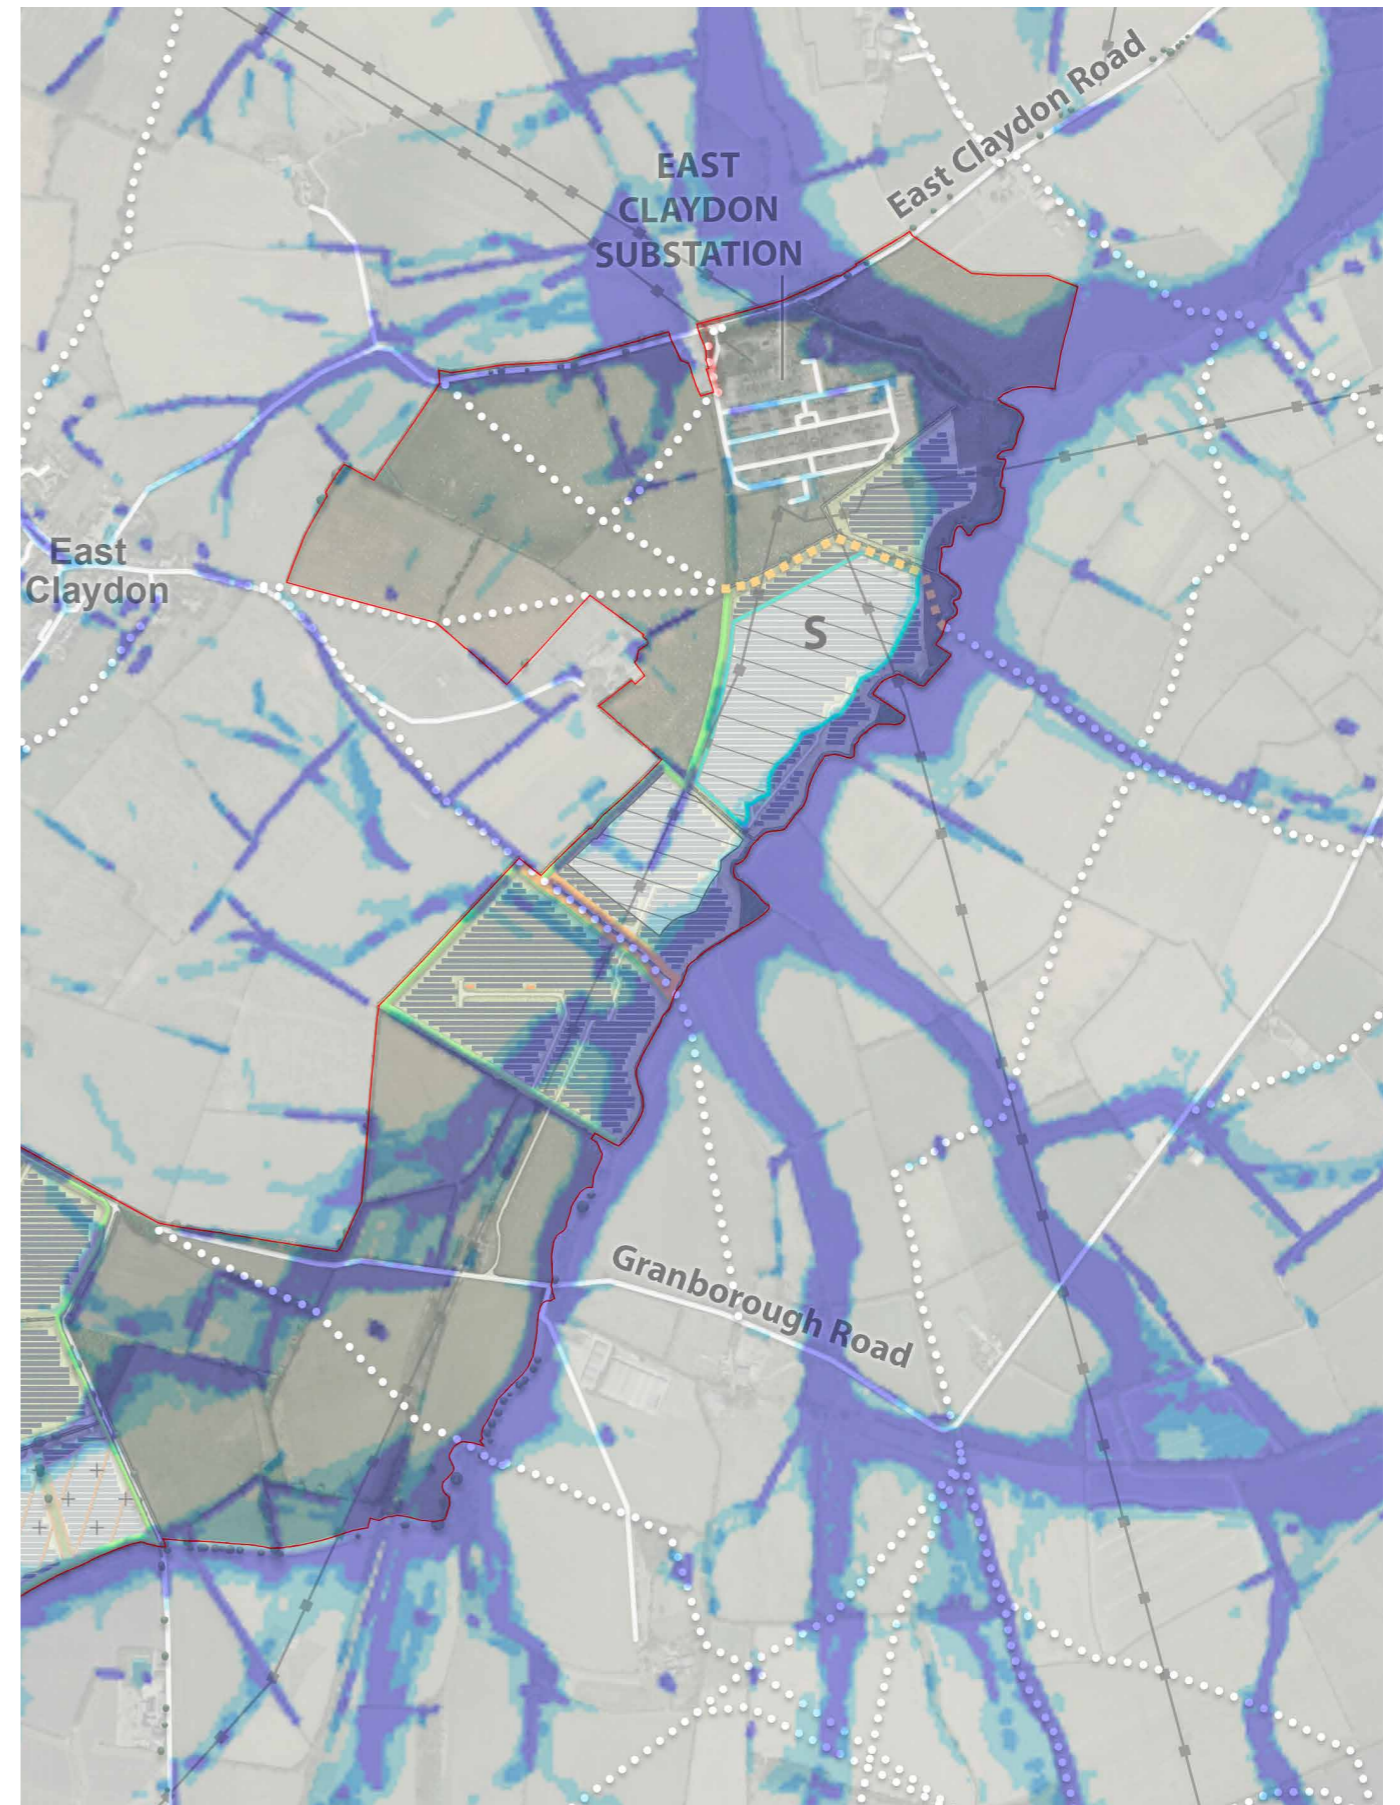 East Claydon Road
EAST
CLAYDON
SUBSTATION
East
Claydon
S
Granborough Road